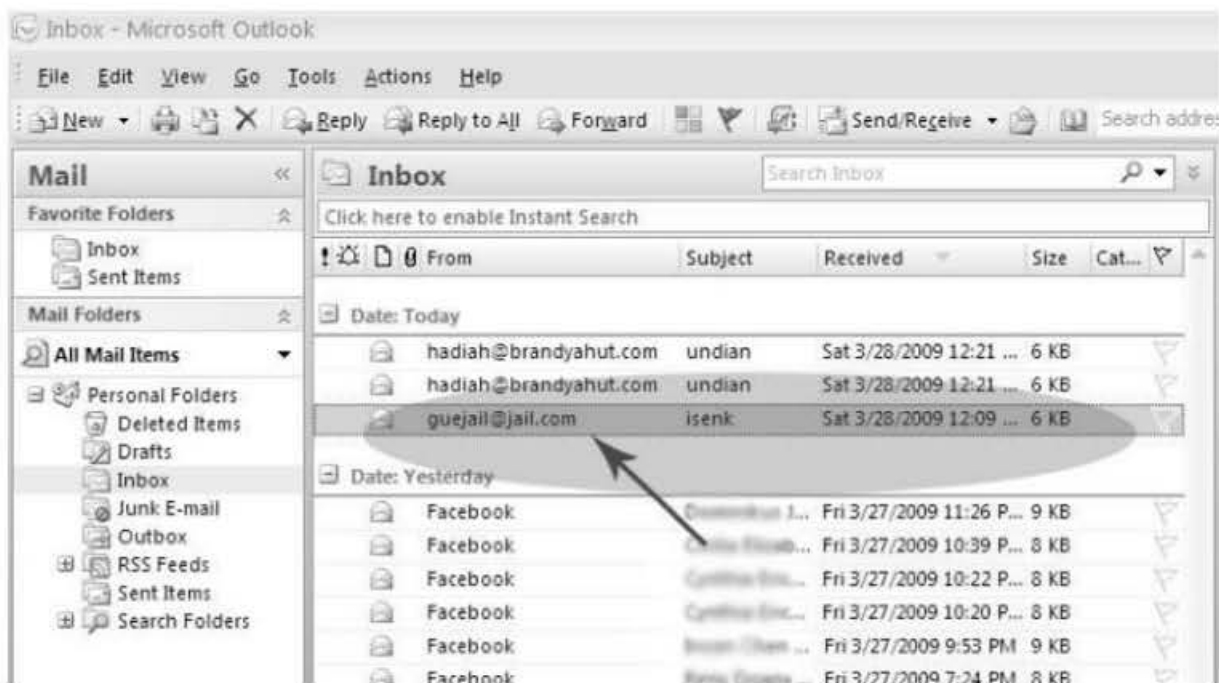 Inbox - Microsoft Outlook
File Edit View Go Tools Actions Help
New Reply Reply to All Forward Send/Receive Search addres
Mail «
Favorite Folders
Inbox
Sent Items
Mail Folders
All Mail Items
Personal Folders
Deleted Items
Drafts
Inbox
Junk E-mail
Outbox
RSS Feeds
Sent Items
Search Folders
Inbox Search Inbox
Click here to enable Instant Search
From Subject Received Size Cat...
Date: Today
hadiah@brandyahut.com undian Sat 3/28/2009 12:21 ... 6 KB
hadiah@brandyahut.com undian Sat 3/28/2009 12:21 ... 6 KB
guejail@jail.com isenk Sat 3/28/2009 12:09 ... 6 KB
Date: Yesterday
Facebook Fri 3/27/2009 11:26 P... 9 KB
Facebook Fri 3/27/2009 10:39 P... 8 KB
Facebook Fri 3/27/2009 10:22 P... 8 KB
Facebook Fri 3/27/2009 10:20 P... 8 KB
Facebook Fri 3/27/2009 9:53 PM 9 KB
Facebook Fri 3/27/2009 7:24 PM 8 KB